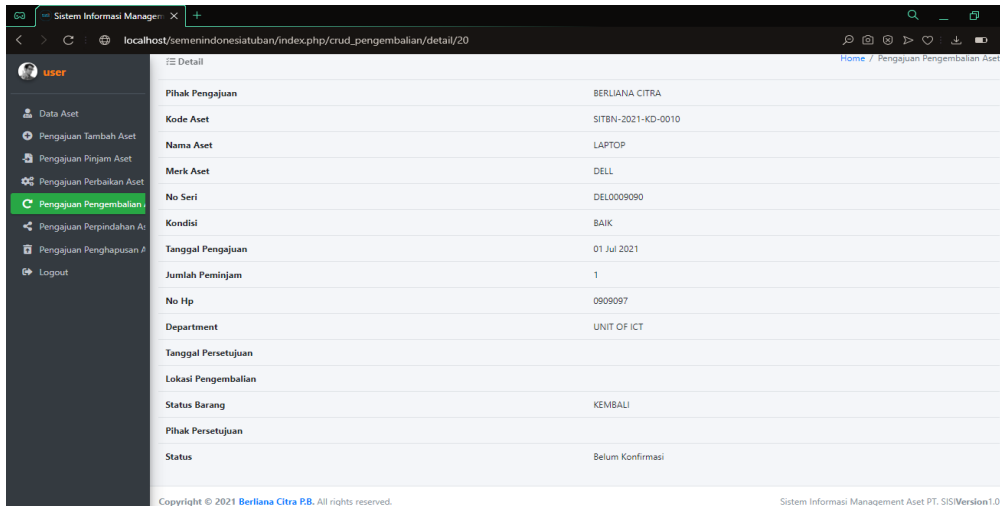 Sistem Informasi Managem
localhost/semenindonesiatuban/index.php/crud_pengembalian/detail/20
user
Data Aset
Pengajuan Tambah Aset
Pengajuan Pinjam Aset
Pengajuan Perbaikan Aset
Pengajuan Pengembalian
Pengajuan Perpindahan As
Pengajuan Penghapusan A
Logout
Detail
Home / Pengajuan Pengembalian Aset
Pihak Pengajuan BERLIANA CITRA
Kode Aset SITBN-2021-KD-0010
Nama Aset LAPTOP
Merk Aset DELL
No Seri DEL0009090
Kondisi BAIK
Tanggal Pengajuan 01 Jul 2021
Jumlah Peminjam 1
No Hp 0909097
Department UNIT OF ICT
Tanggal Persetujuan
Lokasi Pengembalian
Status Barang KEMBALI
Pihak Persetujuan
Status Belum Konfirmasi
Copyright © 2021 Berliana Citra P.B. All rights reserved.
Sistem Informasi Management Aset PT. SISIVersion1.0